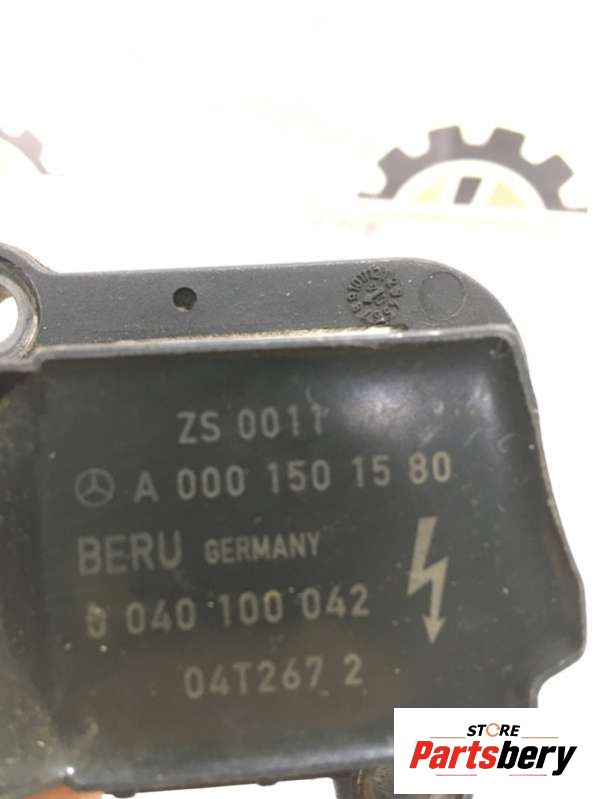 ZS 0011
A 000 150 15 80
BERU GERMANY
0 040 100 042
04T267 2
STORE
Partsbery